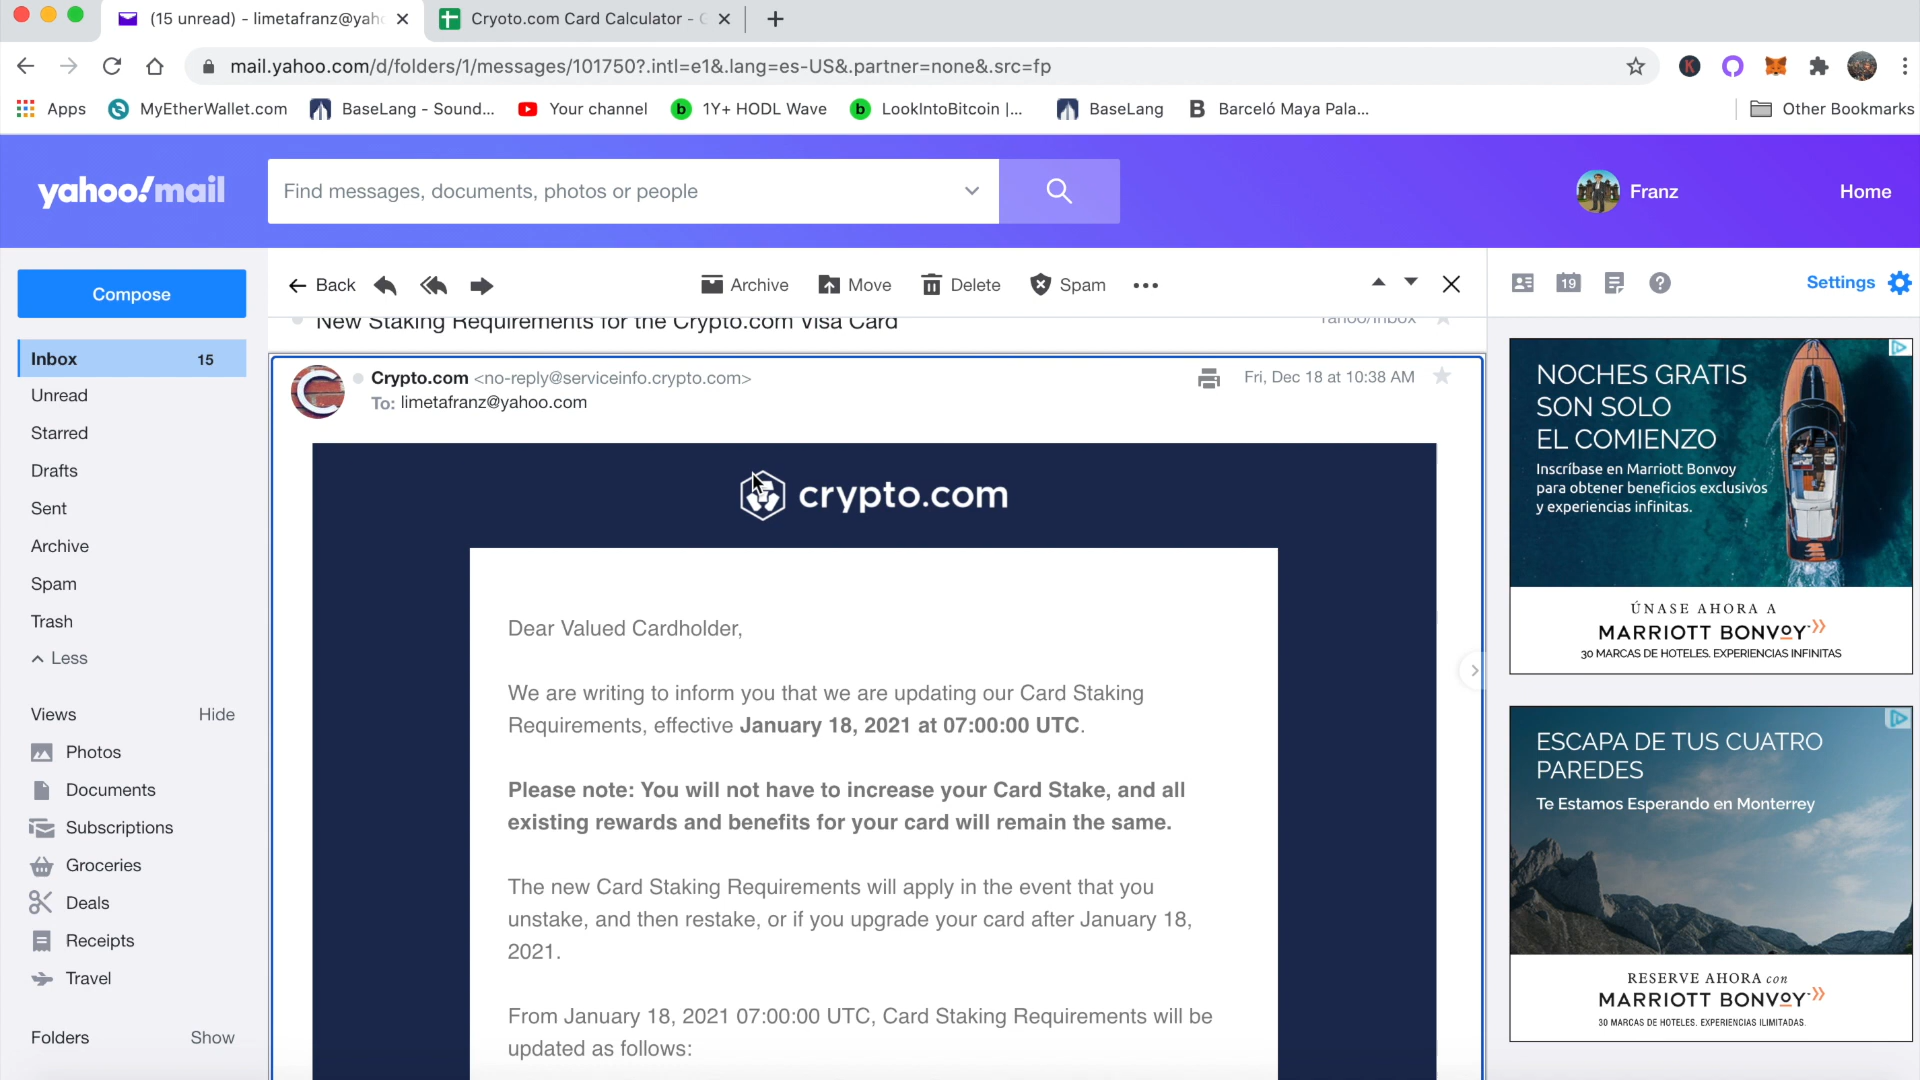 (15 unread) - limetafranz@yah
Cryoto.com Card Calculator - G
mail.yahoo.com/d/folders/1/messages/101750?.intl=e1&.lang=es-US&.partner=none&.src=fp
Apps
MyEtherWallet.com
BaseLang - Sound...
Your channel
1Y+ HODL Wave
LookIntoBitcoin |...
BaseLang
Barceló Maya Pala...
Other Bookmarks
yahoo!mail
Find messages, documents, photos or people
Franz
Home
Compose
Back
Archive
Move
Delete
Spam
19
Settings
New Staking Requirements for the Crypto.com Visa Card
Yahoo/Inbox
Inbox 15
Unread
Starred
Drafts
Sent
Archive
Spam
Trash
Less
Views Hide
Photos
Documents
Subscriptions
Groceries
Deals
Receipts
Travel
Folders Show
Crypto.com <no-reply@serviceinfo.crypto.com>
Fri, Dec 18 at 10:38 AM
To: limetafranz@yahoo.com
crypto.com
Dear Valued Cardholder,
We are writing to inform you that we are updating our Card Staking
Requirements, effective January 18, 2021 at 07:00:00 UTC.
Please note: You will not have to increase your Card Stake, and all
existing rewards and benefits for your card will remain the same.
The new Card Staking Requirements will apply in the event that you
unstake, and then restake, or if you upgrade your card after January 18,
2021.
From January 18, 2021 07:00:00 UTC, Card Staking Requirements will be
updated as follows:
NOCHES GRATIS
SON SOLO
EL COMIENZO
Inscríbase en Marriott Bonvoy
para obtener beneficios exclusivos
y experiencias infinitas.
ÚNASE AHORA A
MARRIOTT BONVOY
30 MARCAS DE HOTELES. EXPERIENCIAS INFINITAS
ESCAPA DE TUS CUATRO
PAREDES
Te Estamos Esperando en Monterrey
RESERVE AHORA con
MARRIOTT BONVOY
30 MARCAS DE HOTELES. EXPERIENCIAS ILIMITADAS.